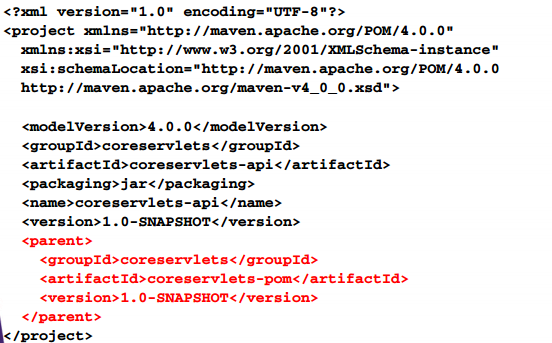 <?xml version="1.0" encoding="UTF-8"?>
<project xmlns="http://maven.apache.org/POM/4.0.0"
xmlns:xsi="http://www.w3.org/2001/XMLSchema-instance"
xsi:schemaLocation="http://maven.apache.org/POM/4.0.0
http://maven.apache.org/maven-v4_0_0.xsd">
<modelVersion>4.0.0</modelVersion>
<groupId>coreservlets</groupId>
<artifactId>coreservlets-api</artifactId>
<packaging>jar</packaging>
<name>coreservlets-api</name>
<version>1.0-SNAPSHOT</version>
<parent>
<groupId>coreservlets</groupId>
<artifactId>coreservlets-pom</artifactId>
<version>1.0-SNAPSHOT</version>
</parent>
</project>